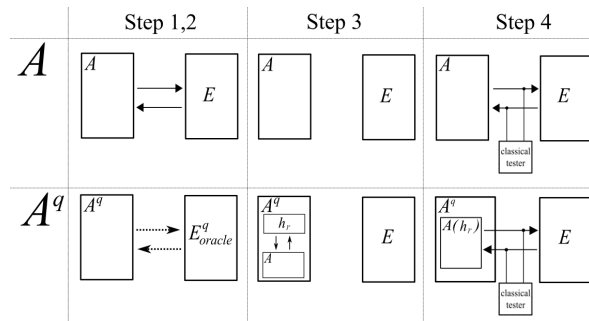 Step 1,2 Step 3 Step 4
A A E A E A E
classical
tester
A^q A^q E^q_oracle A^q h_r A E A^q A(h_r) E
classical
tester